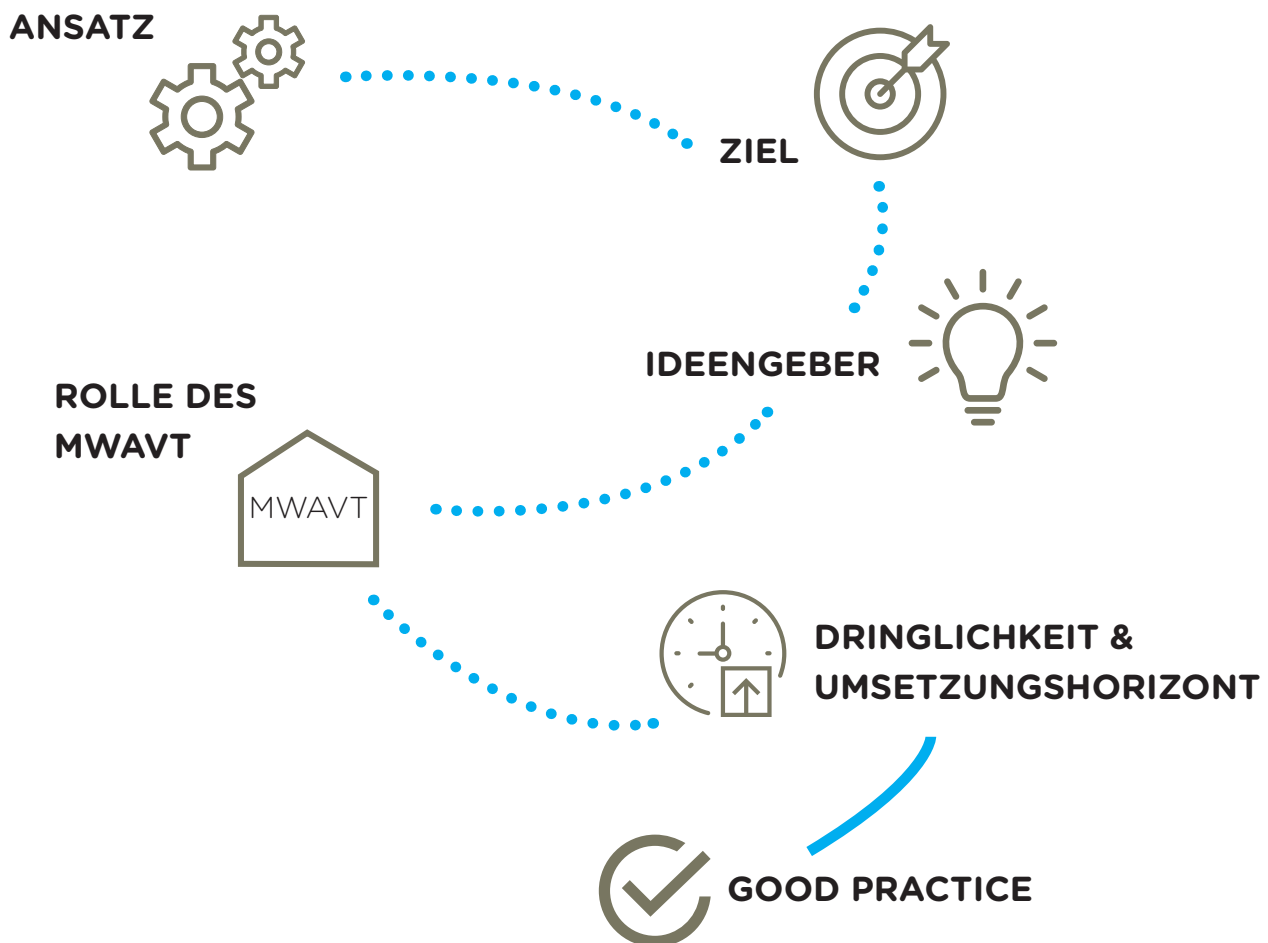 ANSATZ
ZIEL
IDEENGEBER
ROLLE DES
MWAVT
MWAVT
DRINGLICHKEIT &
UMSETZUNGSHORIZONT
GOOD PRACTICE